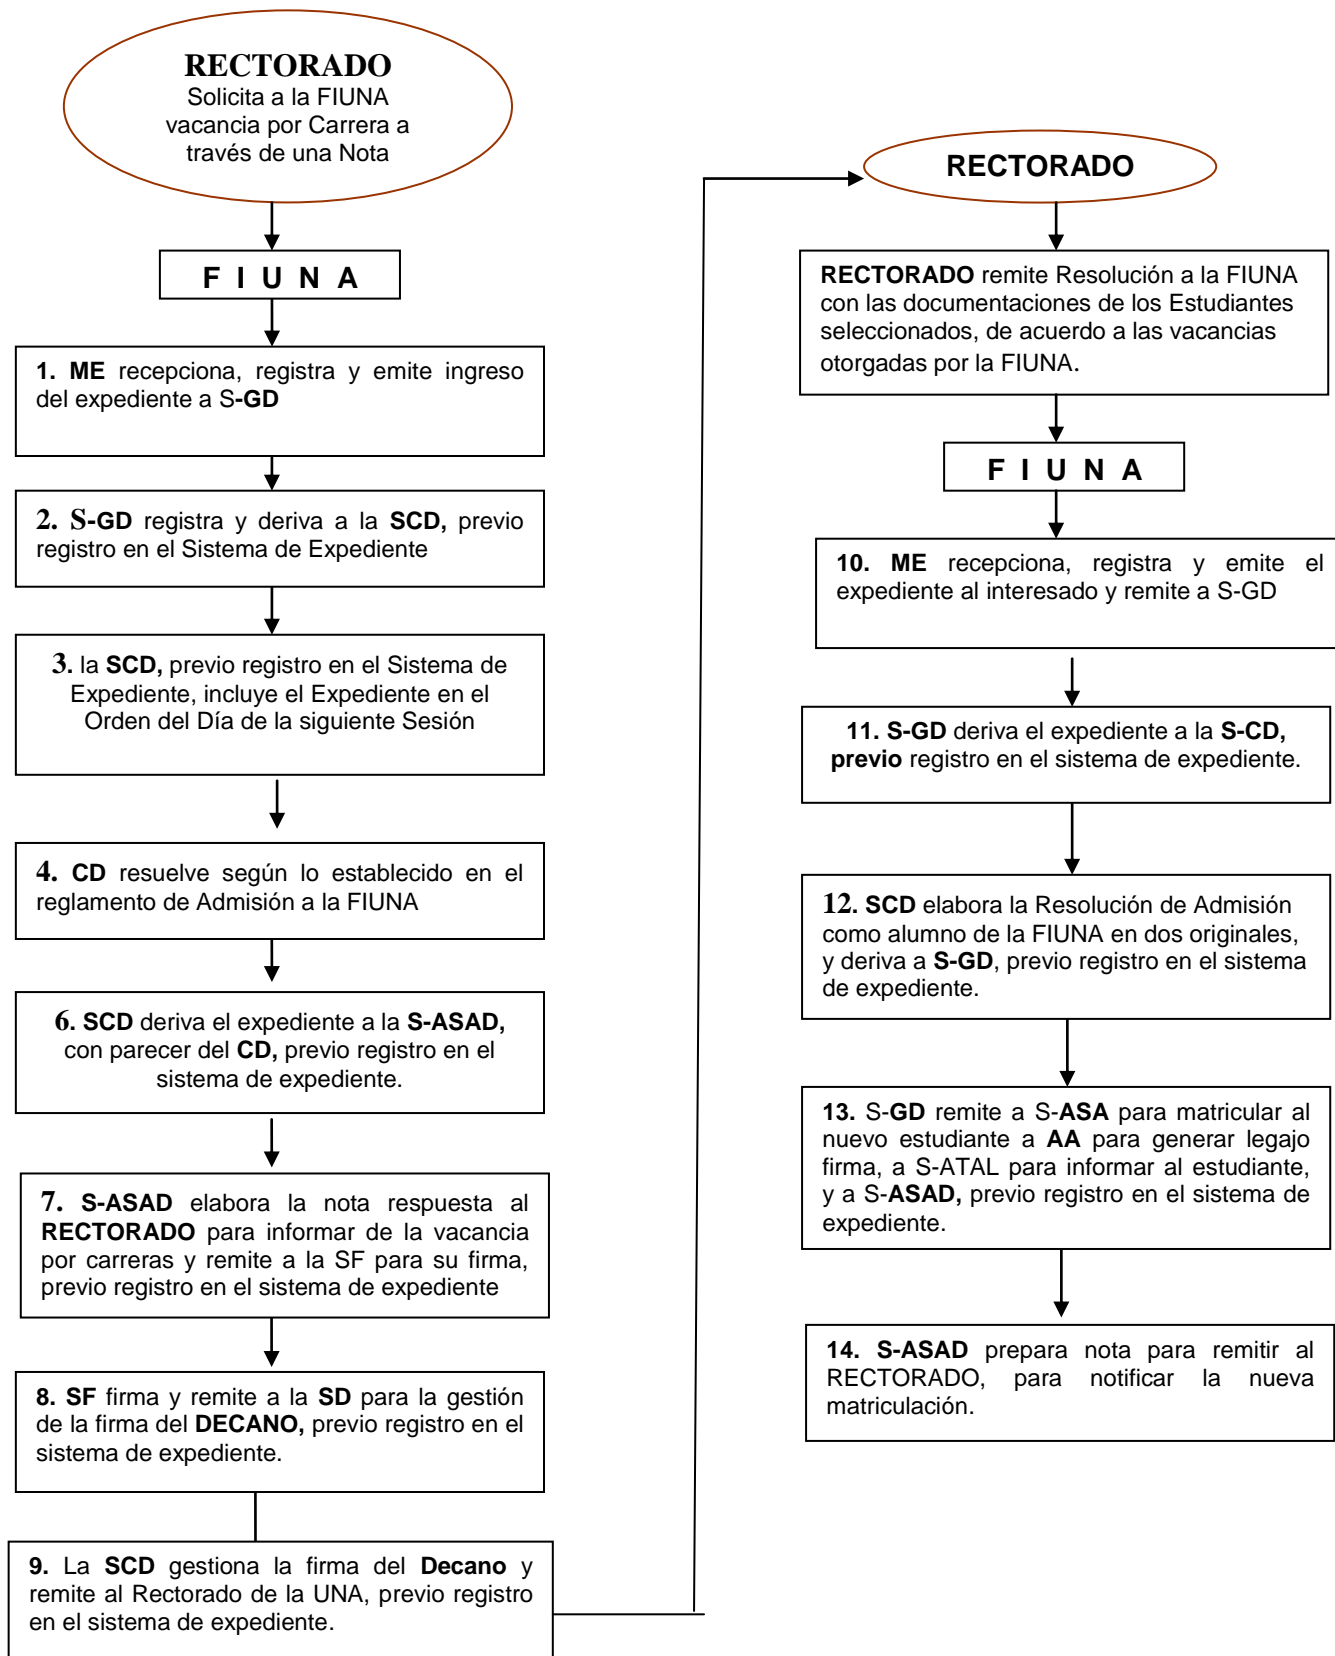 RECTORADO
Solicita a la FIUNA
vacancia por Carrera a
través de una Nota
F I U N A
1. ME recepciona, registra y emite ingreso
del expediente a S-GD
2. S-GD registra y deriva a la SCD, previo
registro en el Sistema de Expediente
3. la SCD, previo registro en el Sistema de
Expediente, incluye el Expediente en el
Orden del Día de la siguiente Sesión
4. CD resuelve según lo establecido en el
reglamento de Admisión a la FIUNA
6. SCD deriva el expediente a la S-ASAD,
con parecer del CD, previo registro en el
sistema de expediente.
7. S-ASAD elabora la nota respuesta al
RECTORADO para informar de la vacancia
por carreras y remite a la SF para su firma,
previo registro en el sistema de expediente
8. SF firma y remite a la SD para la gestión
de la firma del DECANO, previo registro en el
sistema de expediente.
9. La SCD gestiona la firma del Decano y
remite al Rectorado de la UNA, previo registro
en el sistema de expediente.
RECTORADO
RECTORADO remite Resolución a la FIUNA
con las documentaciones de los Estudiantes
seleccionados, de acuerdo a las vacancias
otorgadas por la FIUNA.
F I U N A
10. ME recepciona, registra y emite el
expediente al interesado y remite a S-GD
11. S-GD deriva el expediente a la S-CD,
previo registro en el sistema de expediente.
12. SCD elabora la Resolución de Admisión
como alumno de la FIUNA en dos originales,
y deriva a S-GD, previo registro en el sistema
de expediente.
13. S-GD remite a S-ASA para matricular al
nuevo estudiante a AA para generar legajo
firma, a S-ATAL para informar al estudiante,
y a S-ASAD, previo registro en el sistema de
expediente.
14. S-ASAD prepara nota para remitir al
RECTORADO, para notificar la nueva
matriculación.